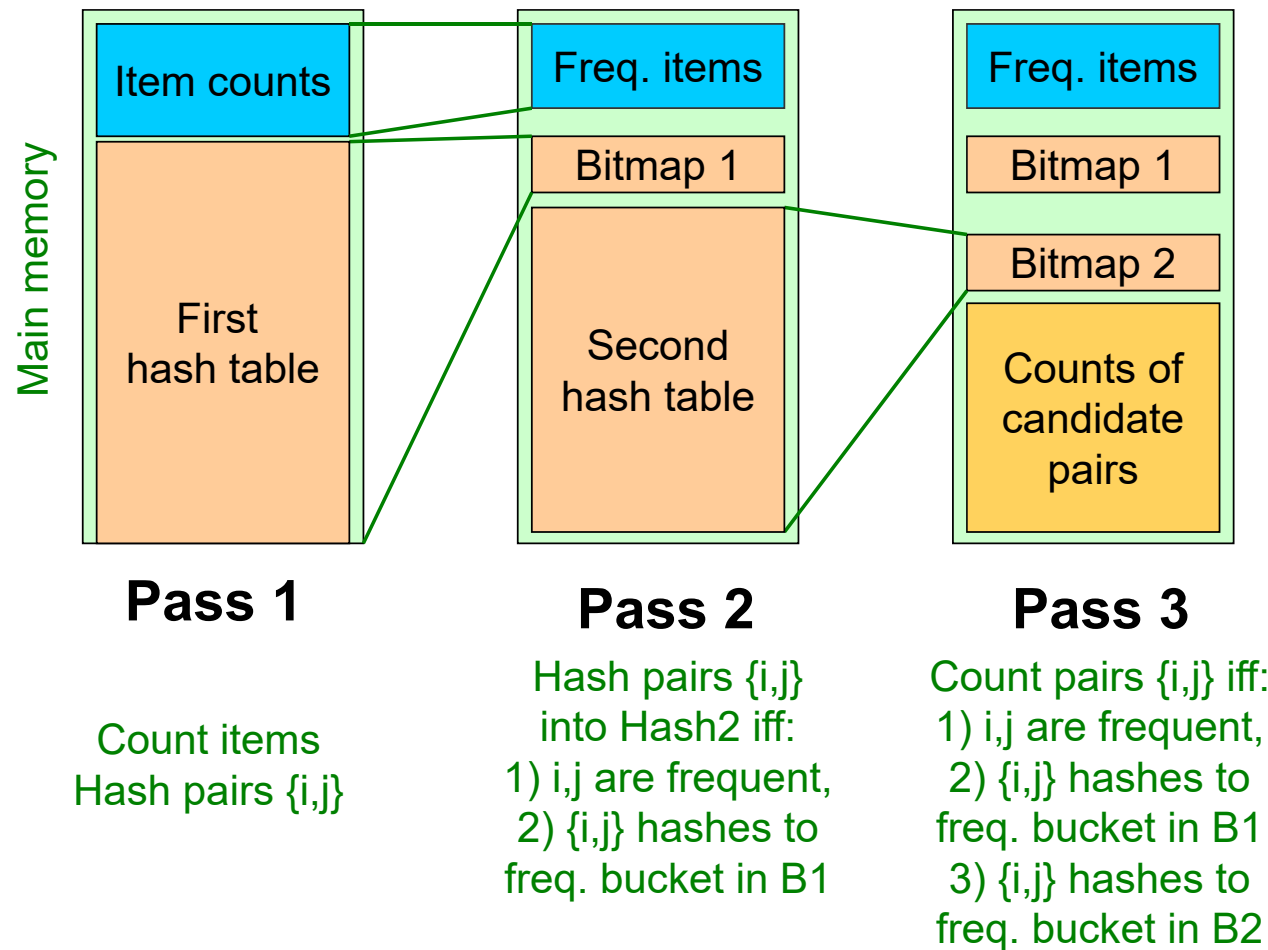 Main memory
Item counts
First
hash table
Pass 1
Count items
Hash pairs {i,j}
Freq. items
Bitmap 1
Second
hash table
Pass 2
Hash pairs {i,j}
into Hash2 iff:
1) i,j are frequent,
2) {i,j} hashes to
freq. bucket in B1
Freq. items
Bitmap 1
Bitmap 2
Counts of
candidate
pairs
Pass 3
Count pairs {i,j} iff:
1) i,j are frequent,
2) {i,j} hashes to
freq. bucket in B1
3) {i,j} hashes to
freq. bucket in B2